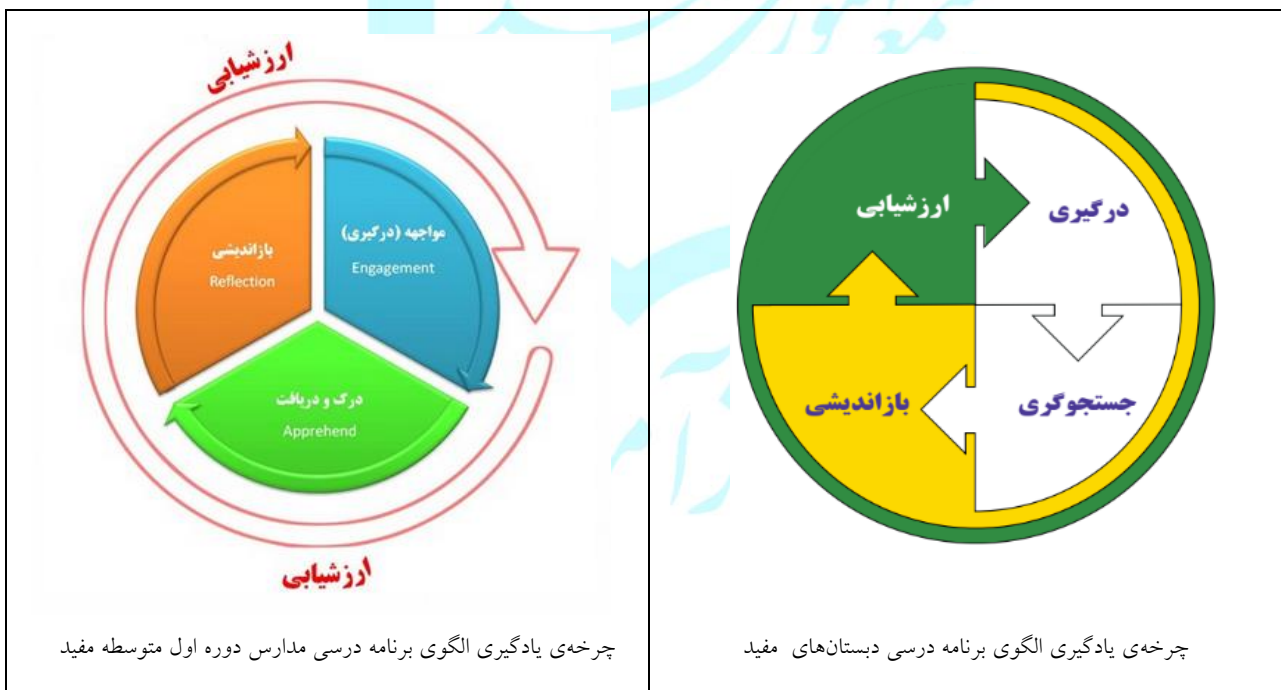 ارزشیابی
درگیری
جستجوگری
بازاندیشی
چرخه‌ی یادگیری الگوی برنامه درسی دبستان‌های مفید
ارزشیابی
مواجهه (درگیری)
Engagement
بازاندیشی
Reflection
درک و دریافت
Apprehend
ارزشیابی
چرخه‌ی یادگیری الگوی برنامه درسی مدارس دوره اول متوسطه مفید